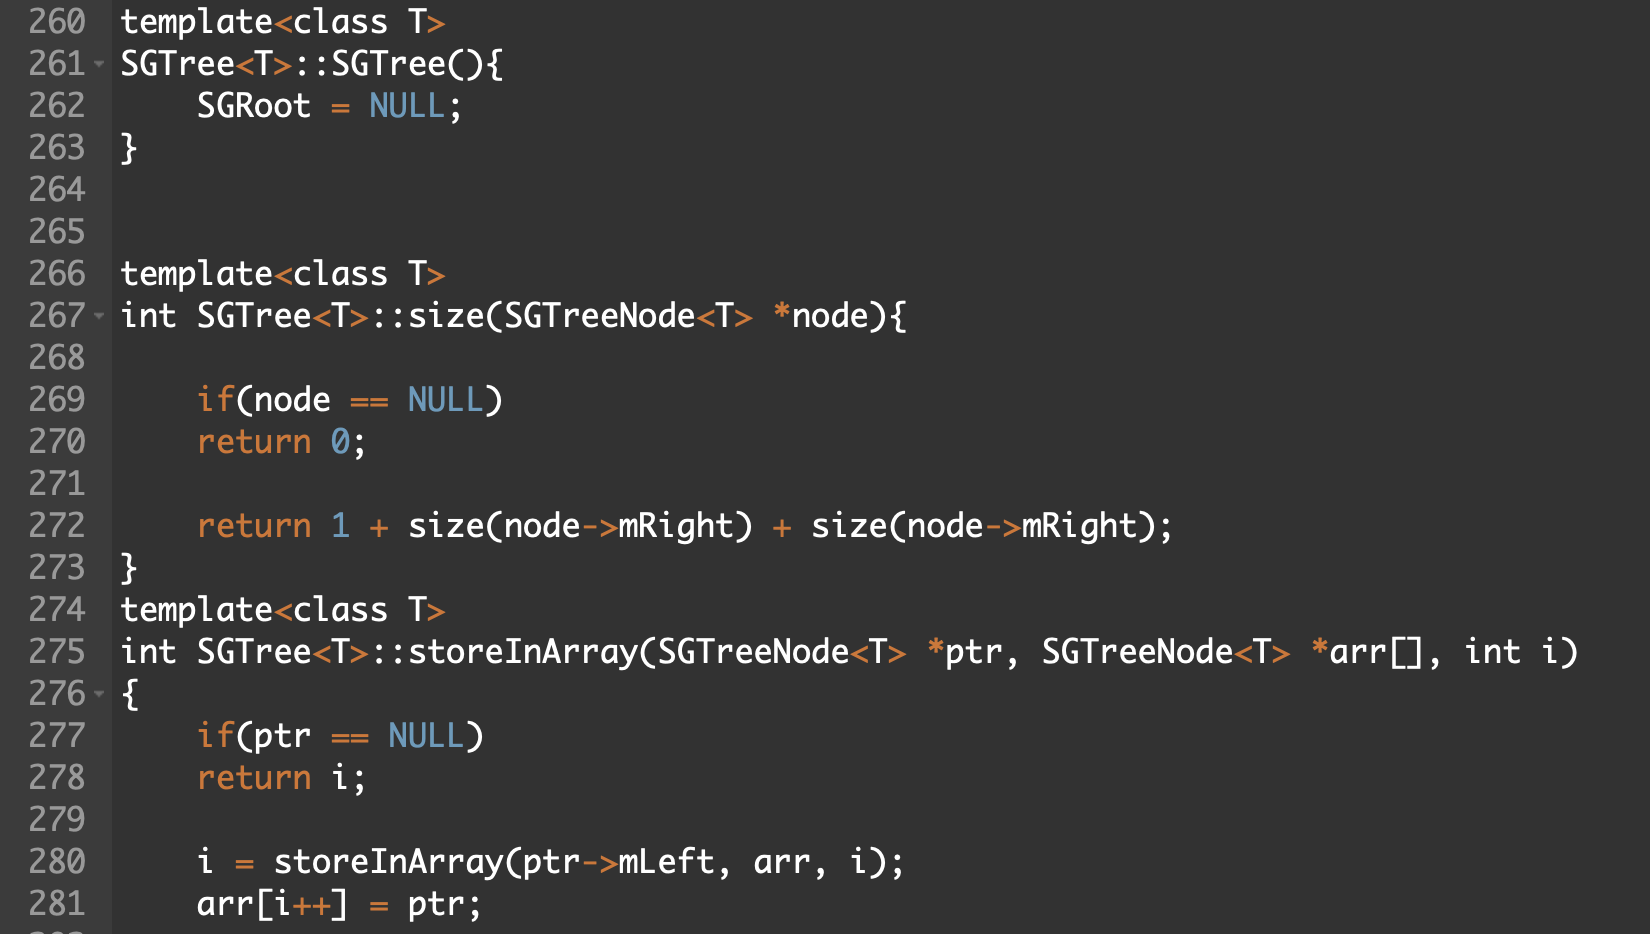 260 template<class T>
261 SGTree<T>::SGTree(){
262     SGRoot = NULL;
263 }
264
265
266 template<class T>
267 int SGTree<T>::size(SGTreeNode<T> *node){
268
269     if(node == NULL)
270     return 0;
271
272     return 1 + size(node->mRight) + size(node->mRight);
273 }
274 template<class T>
275 int SGTree<T>::storeInArray(SGTreeNode<T> *ptr, SGTreeNode<T> *arr[], int i)
276 {
277     if(ptr == NULL)
278     return i;
279
280     i = storeInArray(ptr->mLeft, arr, i);
281     arr[i++] = ptr;